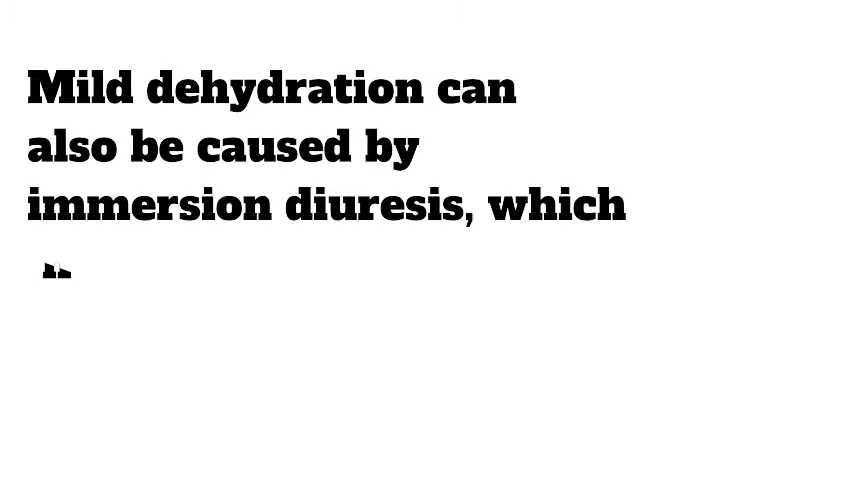 Mild dehydration can
also be caused by
immersion diuresis, which